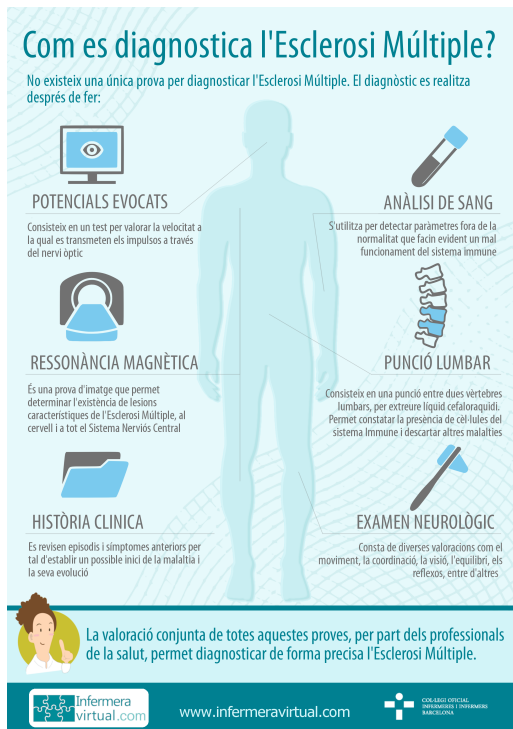 Com es diagnostica l'Esclerosi Múltiple?
No existeix una única prova per diagnosticar l'Esclerosi Múltiple. El diagnòstic es realitza
després de fer:
POTENCIALS EVOCATS
Consisteix en un test per valorar la velocitat a
la qual es transmeten els impulsos a través
del nervi òptic
ANÀLISI DE SANG
S'utilitza per detectar paràmetres fora de la
normalitat que facin evident un mal
funcionament del sistema immune
RESSONÀNCIA MAGNÈTICA
És una prova d'imatge que permet
determinar l'existència de lesions
característiques de l'Esclerosi Múltiple, al
cervell i a tot el Sistema Nerviós Central
PUNCIÓ LUMBAR
Consisteix en una punció entre dues vèrtebres
lumbars, per extreure líquid cefaloraquidi.
Permet constatar la presència de cèl·lules del
sistema Immune i descartar altres malalties
HISTÒRIA CLINICA
Es revisen episodis i símptomes anteriors per
tal d'establir un possible inici de la malaltia i
la seva evolució
EXAMEN NEUROLÒGIC
Consta de diverses valoracions com el
moviment, la coordinació, la visió, l'equilibri, els
reflexos, entre d'altres
La valoració conjunta de totes aquestes proves, per part dels professionals
de la salut, permet diagnosticar de forma precisa l'Esclerosi Múltiple.
Infermera
virtual.com
www.infermeravirtual.com
COL·LEGI OFICIAL
INFERMERES I INFERMERS
BARCELONA